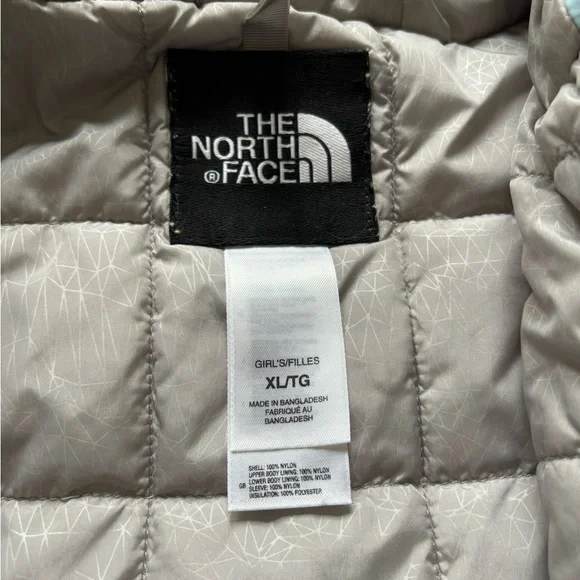 THE
NORTH
® FACE
GIRL'S/FILLES
XL/TG
MADE IN BANGLADESH
FABRIQUÉ AU
BANGLADESH
SHELL: 100% NYLON
UPPER BODY LINING: 100% NYLON
GB LOWER BODY LINING: 100% NYLON
SLEEVE: 100% NYLON
INSULATION: 100% POLYESTER